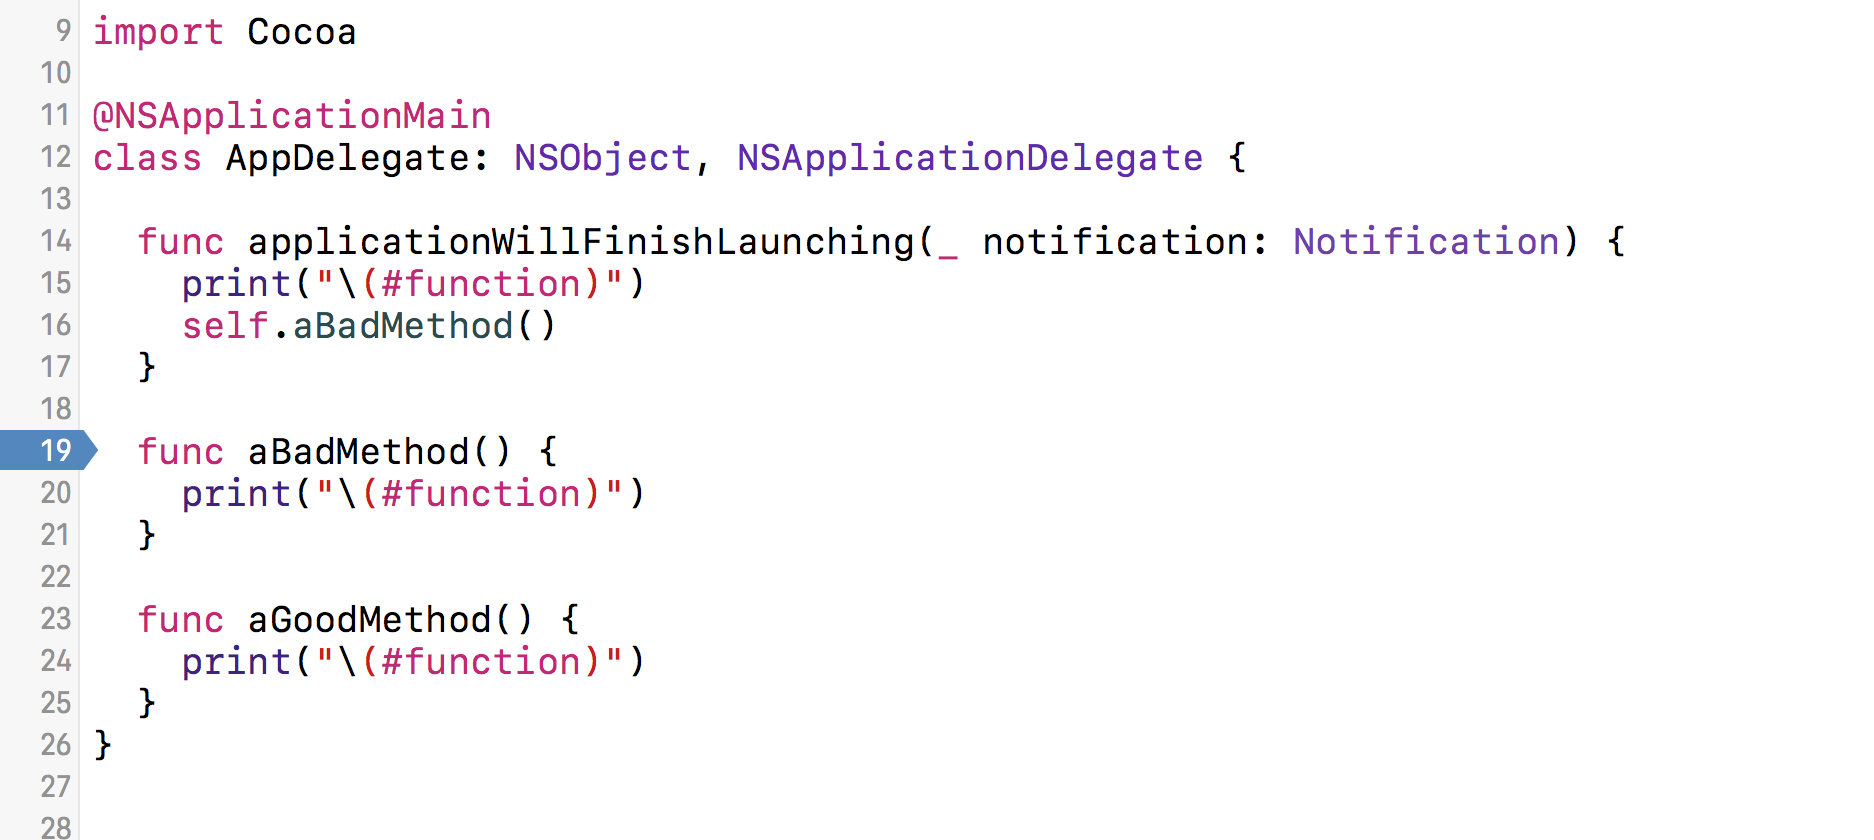 9 import Cocoa
10
11 @NSApplicationMain
12 class AppDelegate: NSObject, NSApplicationDelegate {
13
14   func applicationWillFinishLaunching(_ notification: Notification) {
15     print("\(#function)")
16     self.aBadMethod()
17   }
18
19   func aBadMethod() {
20     print("\(#function)")
21   }
22
23   func aGoodMethod() {
24     print("\(#function)")
25   }
26 }
27
28